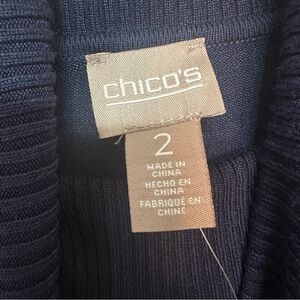 chico's
2
MADE IN
CHINA
HECHO EN
CHINA
FABRIQUÉ EN
CHINE